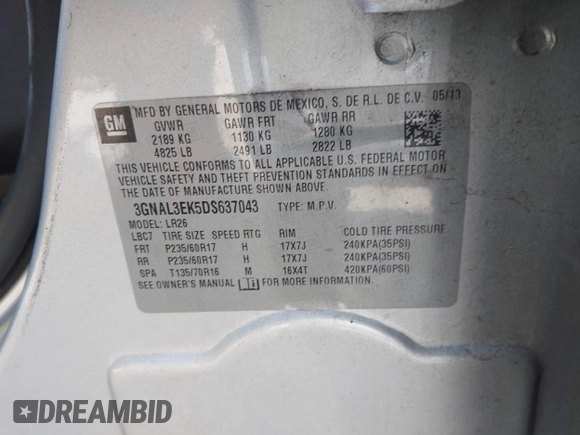 GM
MFD BY GENERAL MOTORS DE MEXICO, S. DE R.L. DE C.V. 05/13
GVWR GAWR FRT GAWR RR
2189 KG 1130 KG 1280 KG
4825 LB 2491 LB 2822 LB
THIS VEHICLE CONFORMS TO ALL APPLICABLE U.S. FEDERAL MOTOR
VEHICLE SAFETY AND THEFT PREVENTION STANDARDS IN EFFECT ON
THE DATE OF MANUFACTURE SHOWN ABOVE.
3GNAL3EK5DS637043 TYPE: M.P.V.
MODEL: LR26
LBC7 TIRE SIZE SPEED RTG RIM COLD TIRE PRESSURE
FRT P235/60R17 H 17X7J 240KPA(35PSI)
RR P235/60R17 H 17X7J 240KPA(35PSI)
SPA T135/70R16 M 16X4T 420KPA(60PSI)
SEE OWNER'S MANUAL FOR MORE INFORMATION.
DREAMBID